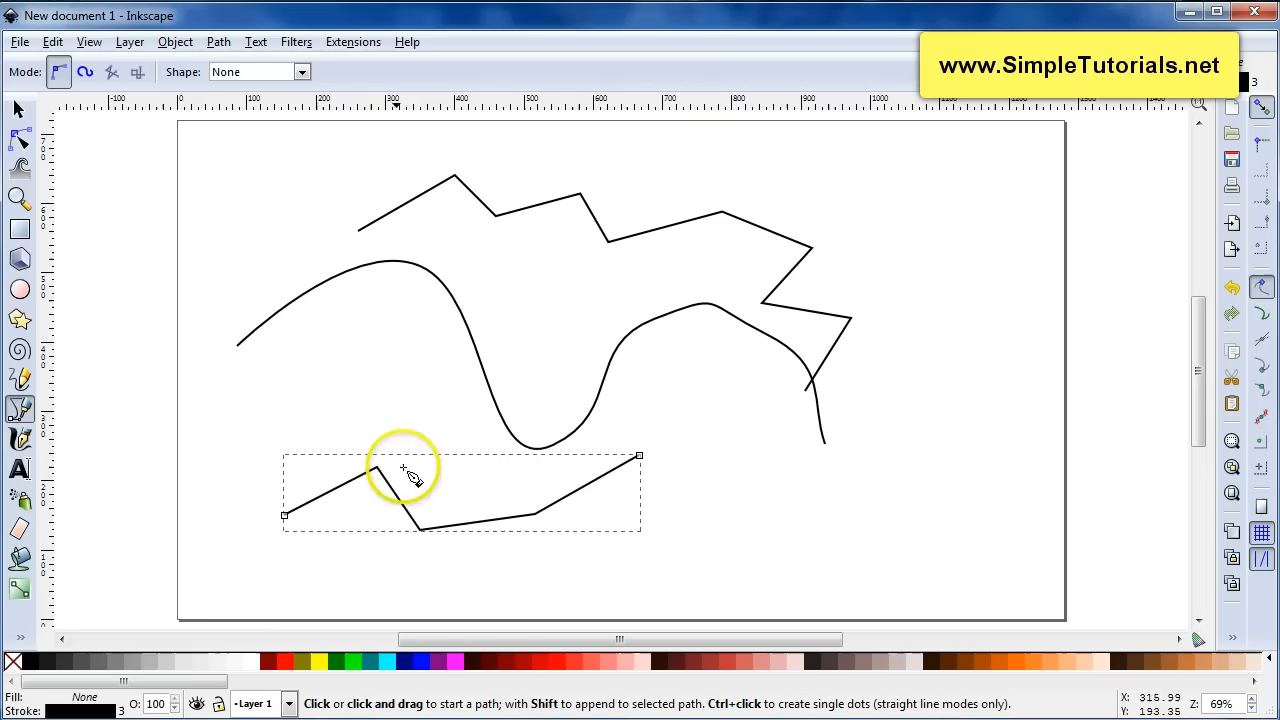 New document 1 - Inkscape
File Edit View Layer Object Path Text Filters Extensions Help
www.SimpleTutorials.net
Mode: Shape: None
3
-100 0 100 200 300 400 500 600 700 800 900 1000 1100
Fill: None
Stroke: 3
O: 100
Layer 1
Click or click and drag to start a path; with Shift to append to selected path. Ctrl+click to create single dots (straight line modes only).
X: 315.99
Y: 193.35
Z: 69%